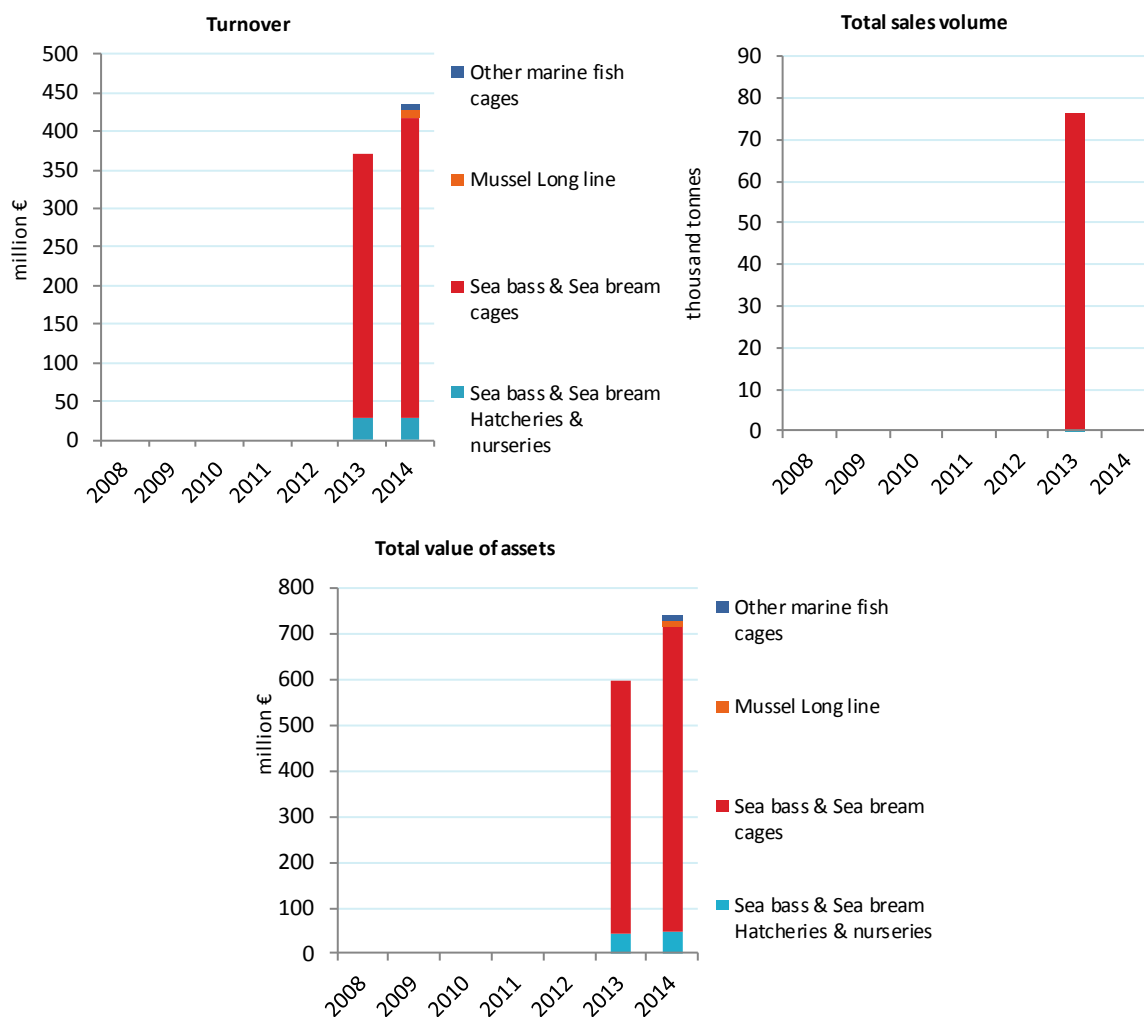 Turnover
500
450
400
350
300
250
200
150
100
50
0
million €
2008
2009
2010
2011
2012
2013
2014
Other marine fish
cages
Mussel Long line
Sea bass & Sea bream
cages
Sea bass & Sea bream
Hatcheries &
nurseries
Total sales volume
90
80
70
60
50
40
30
20
10
0
thousand tonnes
2008
2009
2010
2011
2012
2013
2014
Total value of assets
800
700
600
500
400
300
200
100
0
million €
2008
2009
2010
2011
2012
2013
2014
Other marine fish
cages
Mussel Long line
Sea bass & Sea bream
cages
Sea bass & Sea bream
Hatcheries & nurseries